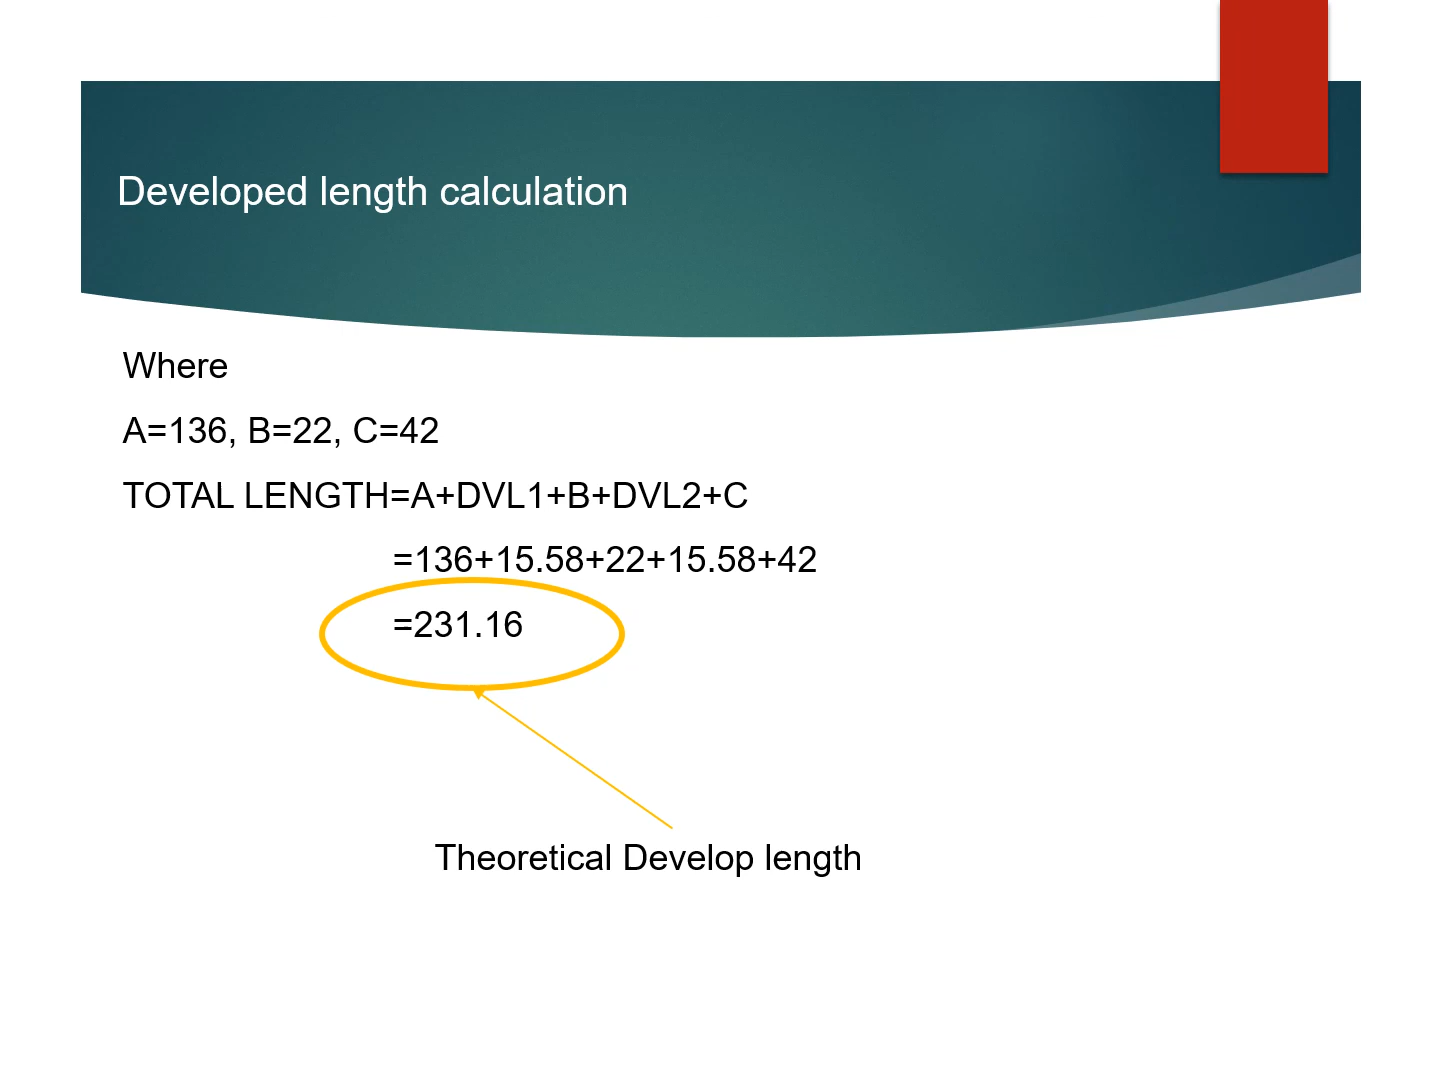 Developed length calculation
Where
A=136, B=22, C=42
TOTAL LENGTH=A+DVL1+B+DVL2+C
=136+15.58+22+15.58+42
=231.16
Theoretical Develop length